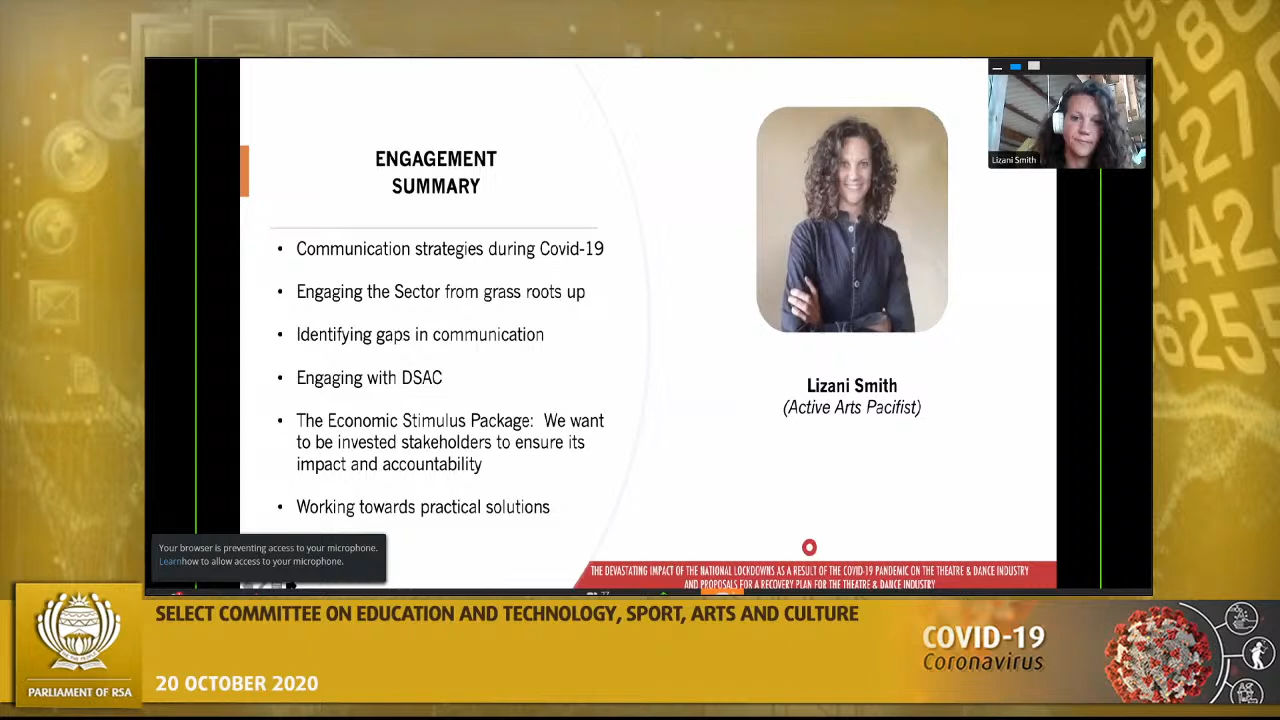 ENGAGEMENT
SUMMARY
• Communication strategies during Covid-19
• Engaging the Sector from grass roots up
• Identifying gaps in communication
• Engaging with DSAC
• The Economic Stimulus Package: We want
to be invested stakeholders to ensure its
impact and accountability
• Working towards practical solutions
Lizani Smith
Lizani Smith
(Active Arts Pacifist)
Your browser is preventing access to your microphone.
Learnhow to allow access to your microphone.
THE DEVASTATING IMPACT OF THE NATIONAL LOCKDOWNS AS A RESULT OF THE COVID-19 PANDEMIC ON THE THEATRE & DANCE INDUSTRY
AND PROPOSALS FOR A RECOVERY PLAN FOR THE THEATRE & DANCE INDUSTRY
SELECT COMMITTEE ON EDUCATION AND TECHNOLOGY, SPORT, ARTS AND CULTURE
20 OCTOBER 2020
PARLIAMENT OF RSA
COVID-19
Coronavirus